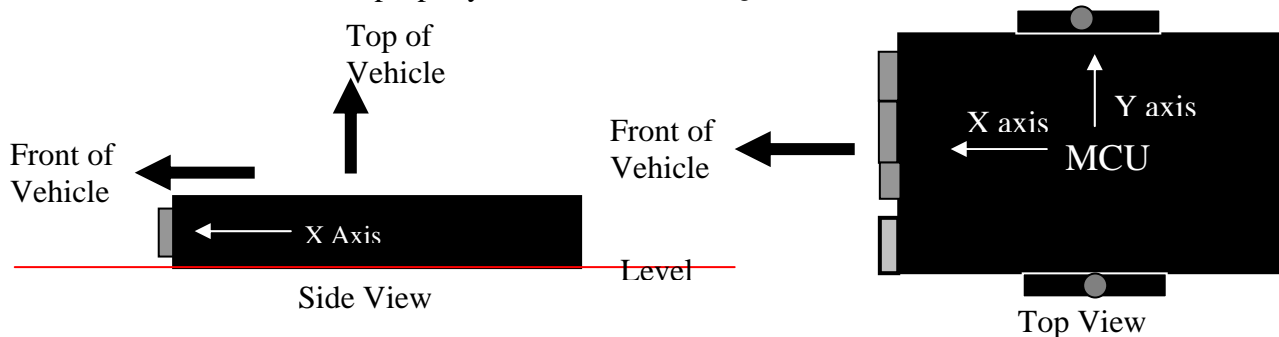 Top of
Vehicle
Front of
Vehicle
X Axis
Level
Side View
Front of
Vehicle
X axis
Y axis
MCU
Top View